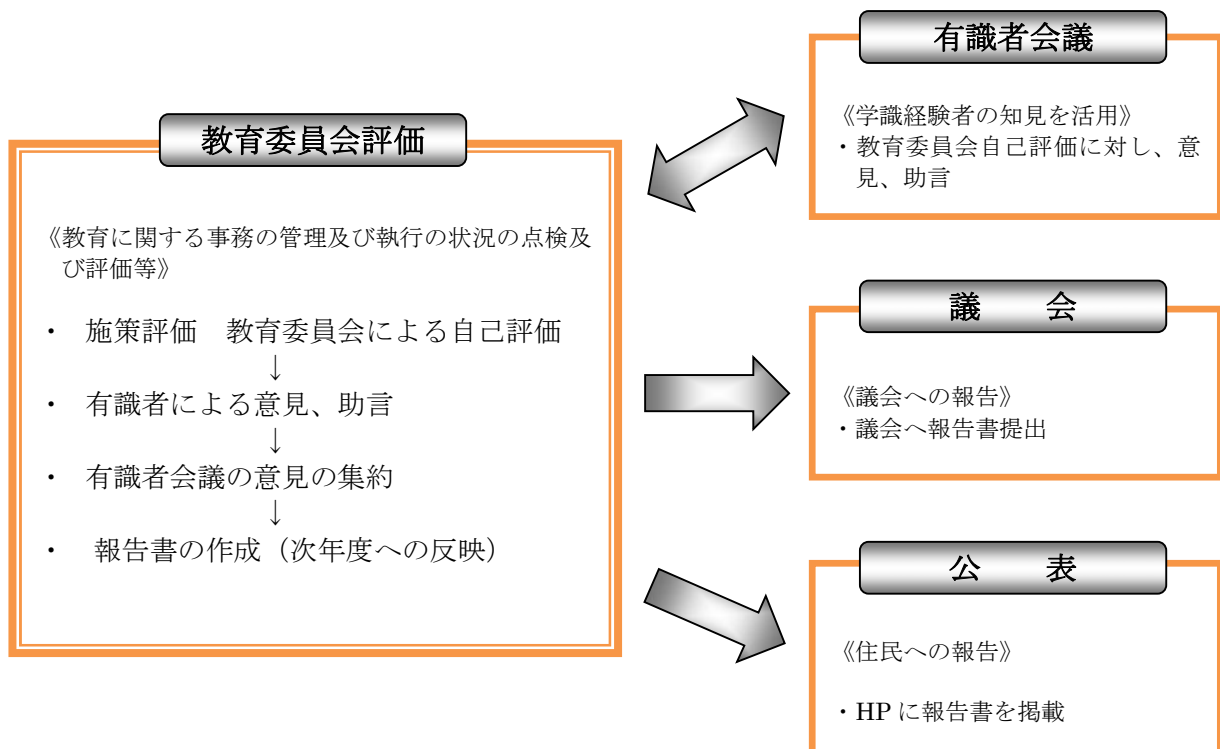 教育委員会評価
《教育に関する事務の管理及び執行の状況の点検及
び評価等》
・ 施策評価　教育委員会による自己評価
↓
・ 有識者による意見、助言
↓
・ 有識者会議の意見の集約
↓
・ 報告書の作成（次年度への反映）
有識者会議
《学識経験者の知見を活用》
・教育委員会自己評価に対し、意
見、助言
議　会
《議会への報告》
・議会へ報告書提出
公　表
《住民への報告》
・HP に報告書を掲載